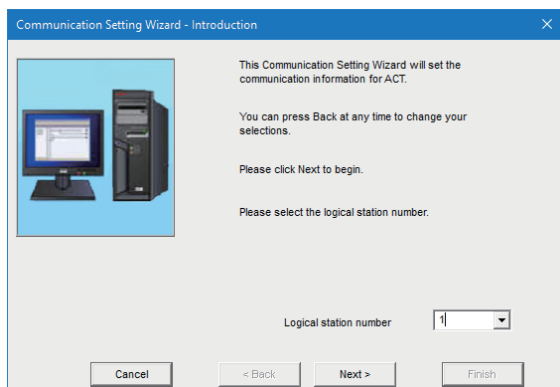 Communication Setting Wizard - Introduction
This Communication Setting Wizard will set the
communication information for ACT.
You can press Back at any time to change your
selections.
Please click Next to begin.
Please select the logical station number.
Logical station number 1
Cancel < Back Next > Finish